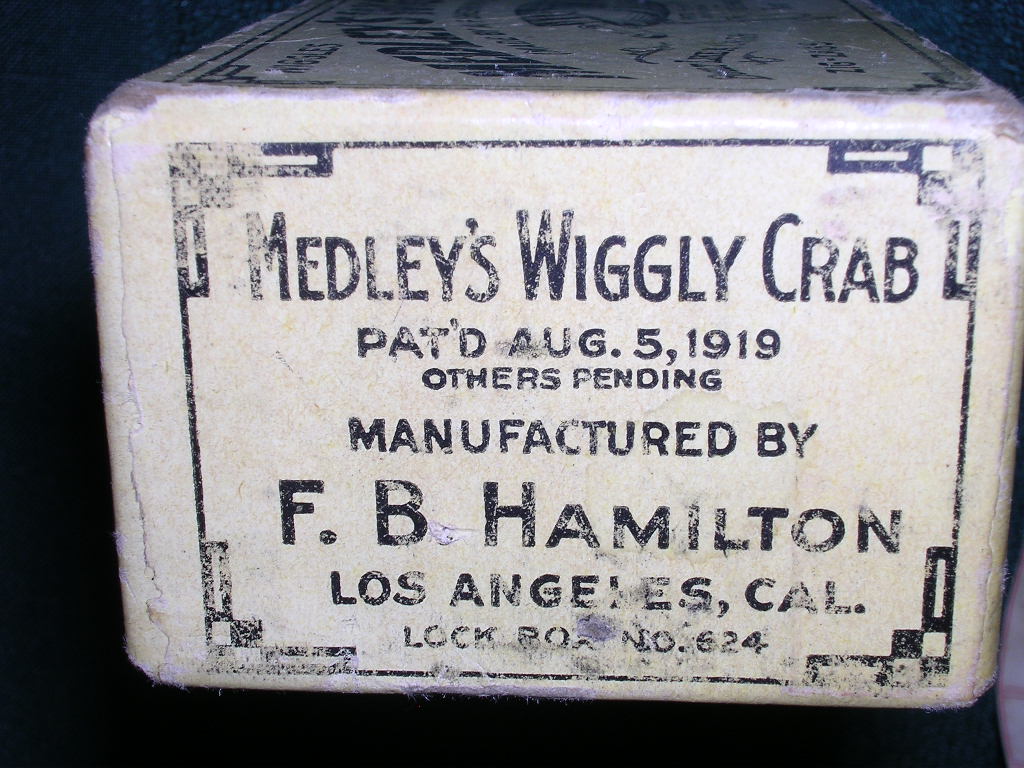 MEDLEY'S WIGGLY CRAB
PAT'D AUG. 5, 1919
OTHERS PENDING
MANUFACTURED BY
F. B. HAMILTON
LOS ANGELES, CAL.
LOCK BOX NO. 624